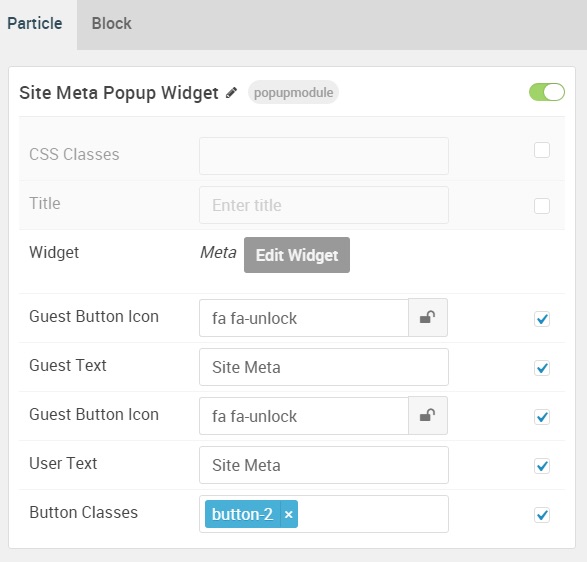 Particle Block
Site Meta Popup Widget popupmodule
CSS Classes
Title Enter title
Widget Meta Edit Widget
Guest Button Icon fa fa-unlock
Guest Text Site Meta
Guest Button Icon fa fa-unlock
User Text Site Meta
Button Classes button-2 ×